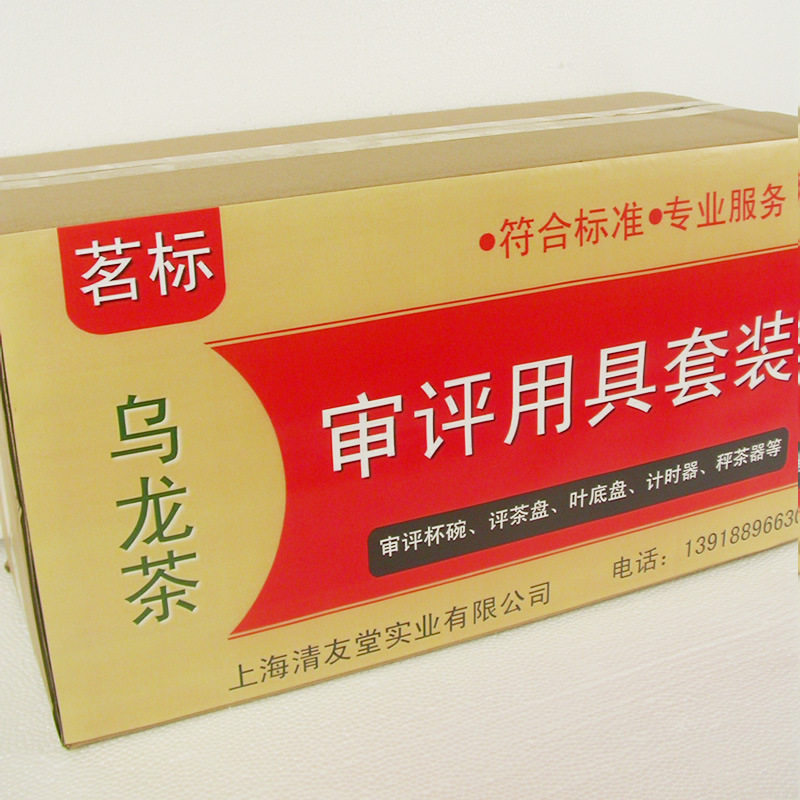 茗标
•符合标准•专业服务
审评用具套装
乌龙茶
审评杯碗、评茶盘、叶底盘、计时器、秤茶器等
上海清友堂实业有限公司
电话：1391889663